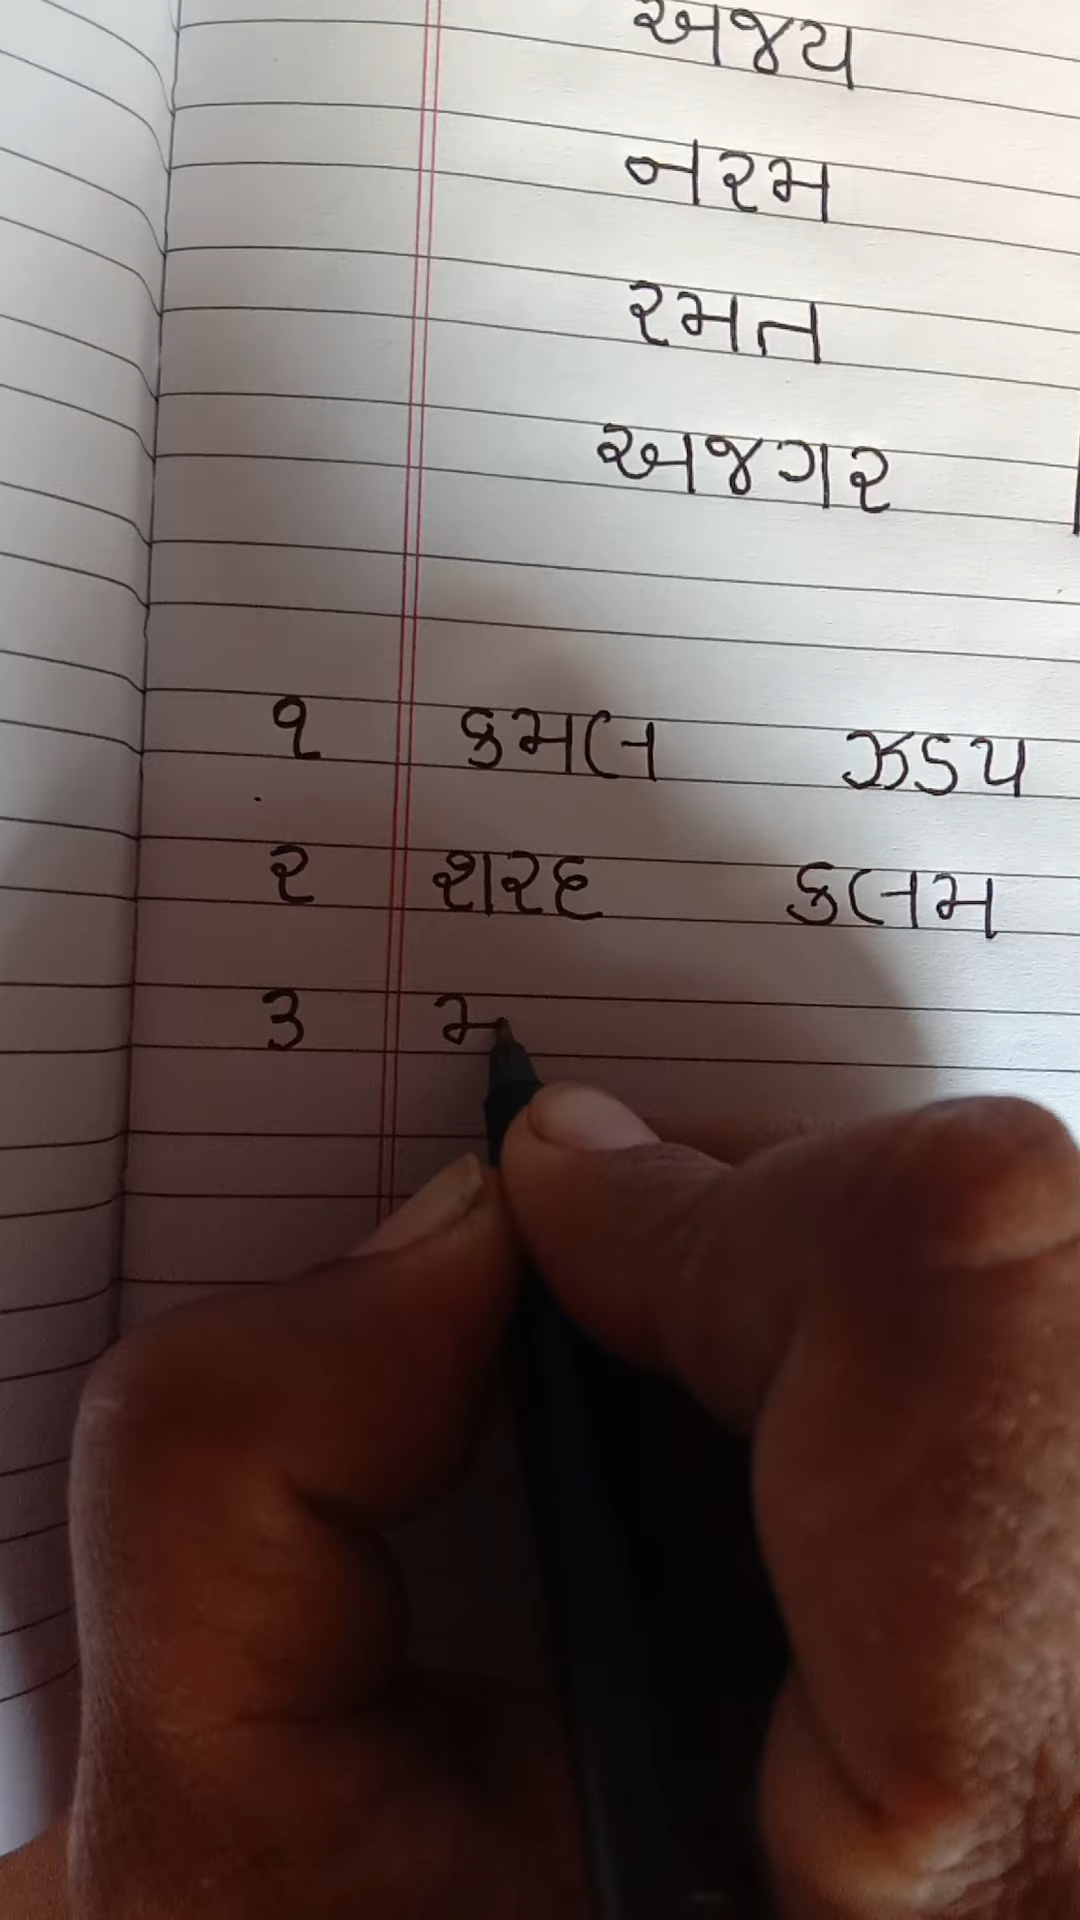 અજય
નરમ
રમત
અજગર
૧ કમલ ઝડપ
૨ શરદ કલમ
૩